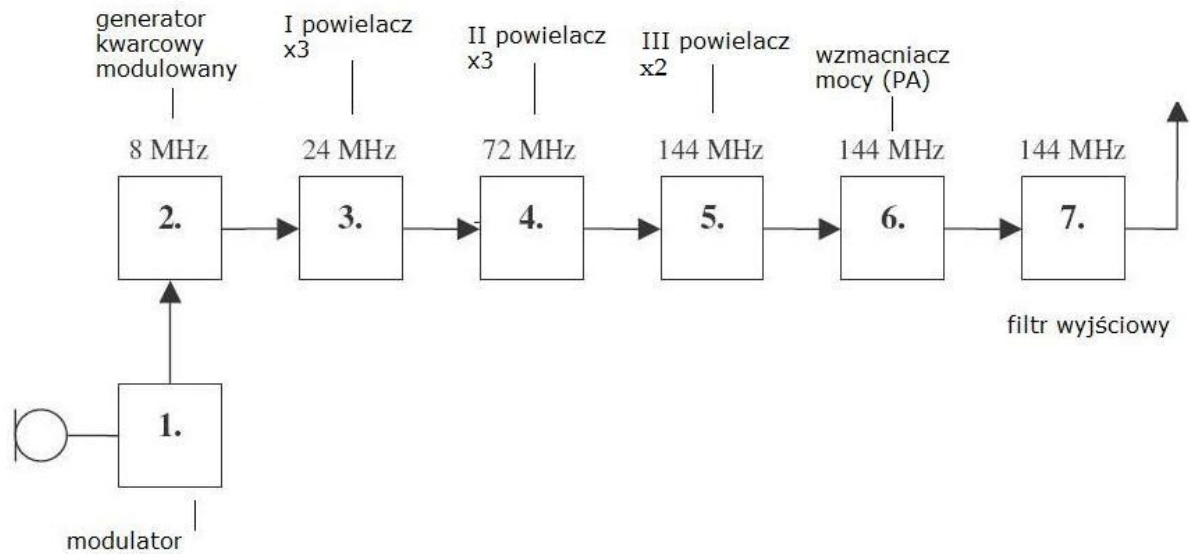 generator
kwarcowy
modulowany
I powielacz
x3
II powielacz
x3
III powielacz
x2
wzmacniacz
mocy (PA)
8 MHz
24 MHz
72 MHz
144 MHz
144 MHz
144 MHz
2.
3.
4.
5.
6.
7.
filtr wyjściowy
1.
modulator